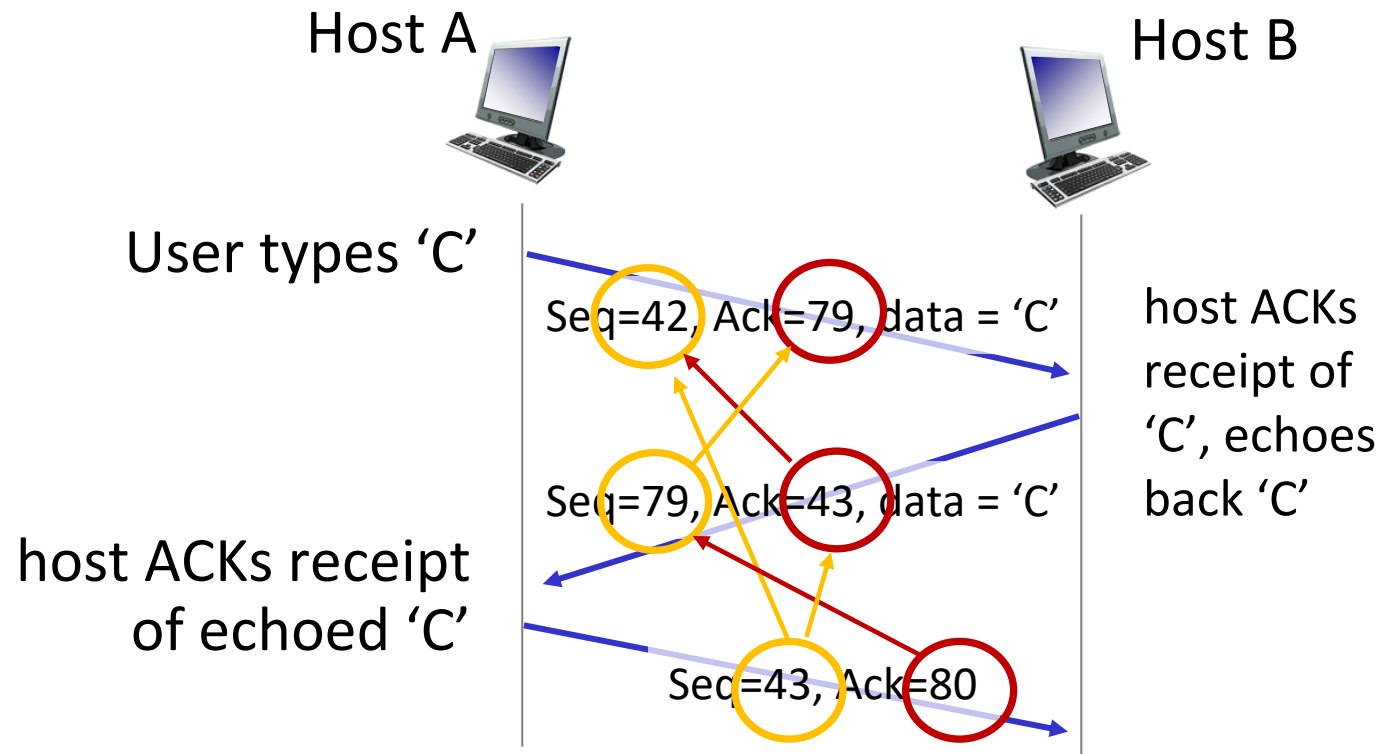 Host A
Host B
User types ‘C’
Seq=42, Ack=79, data = ‘C’
host ACKs
receipt of
‘C’, echoes
back ‘C’
Seq=79, Ack=43, data = ‘C’
host ACKs receipt
of echoed ‘C’
Seq=43, Ack=80